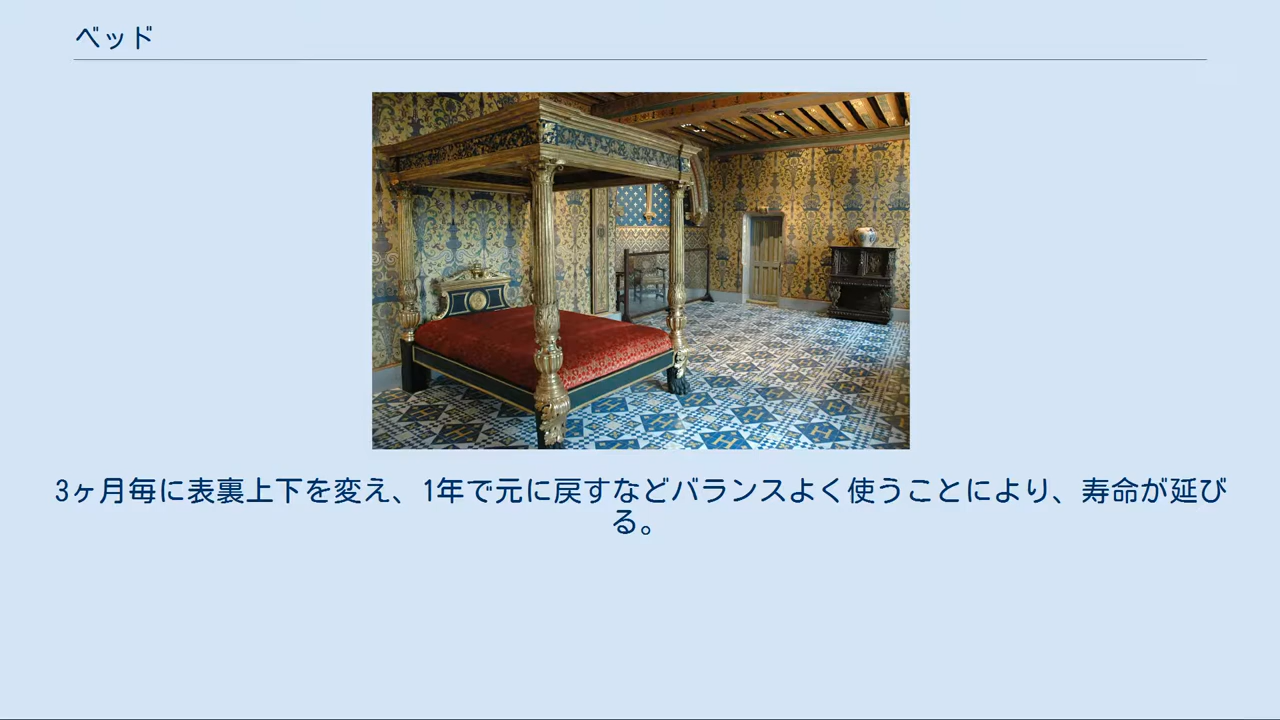 ベッド
3ヶ月毎に表裏上下を変え、1年で元に戻すなどバランスよく使うことにより、寿命が延び
る。